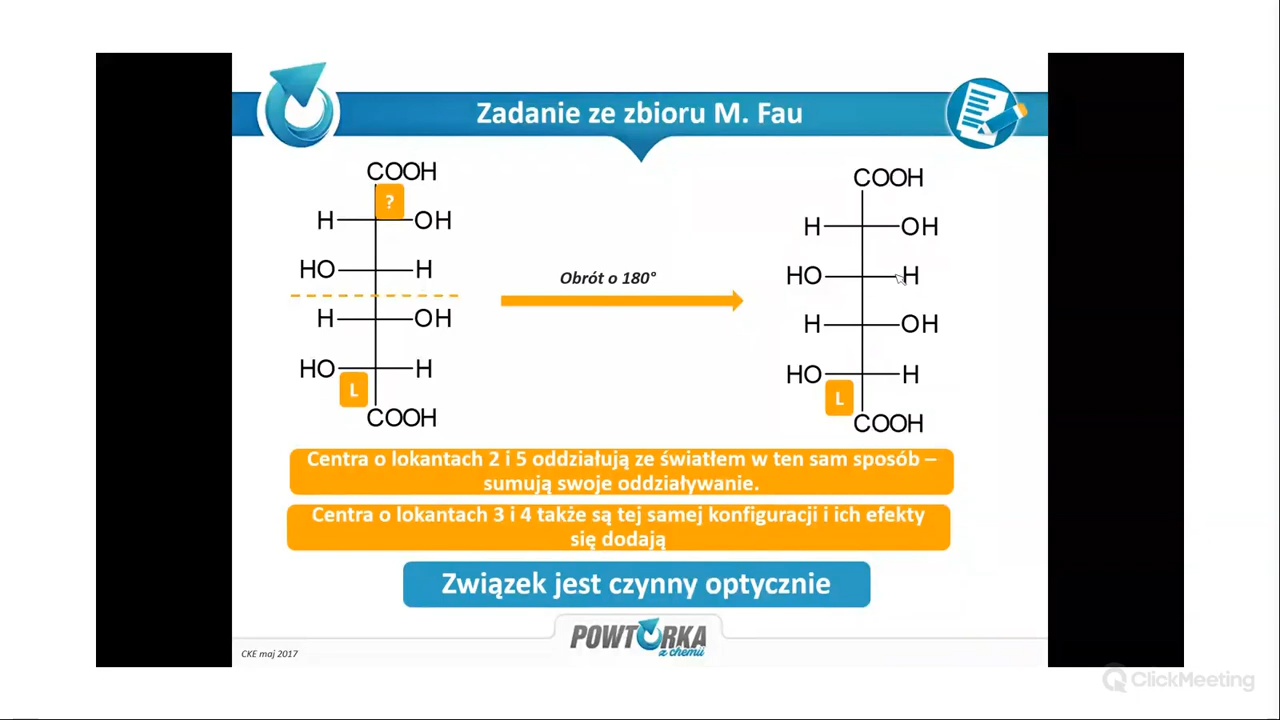 Zadanie ze zbioru M. Fau
COOH
?
H OH
HO H
H OH
HO H
L
COOH
Obrót o 180°
COOH
H OH
HO H
H OH
HO H
L
COOH
Centra o lokantach 2 i 5 oddziałują ze światłem w ten sam sposób –
sumują swoje oddziaływanie.
Centra o lokantach 3 i 4 także są tej samej konfiguracji i ich efekty
się dodają
Związek jest czynny optycznie
POWTÓRKA
z chemii
CKE maj 2017
ClickMeeting